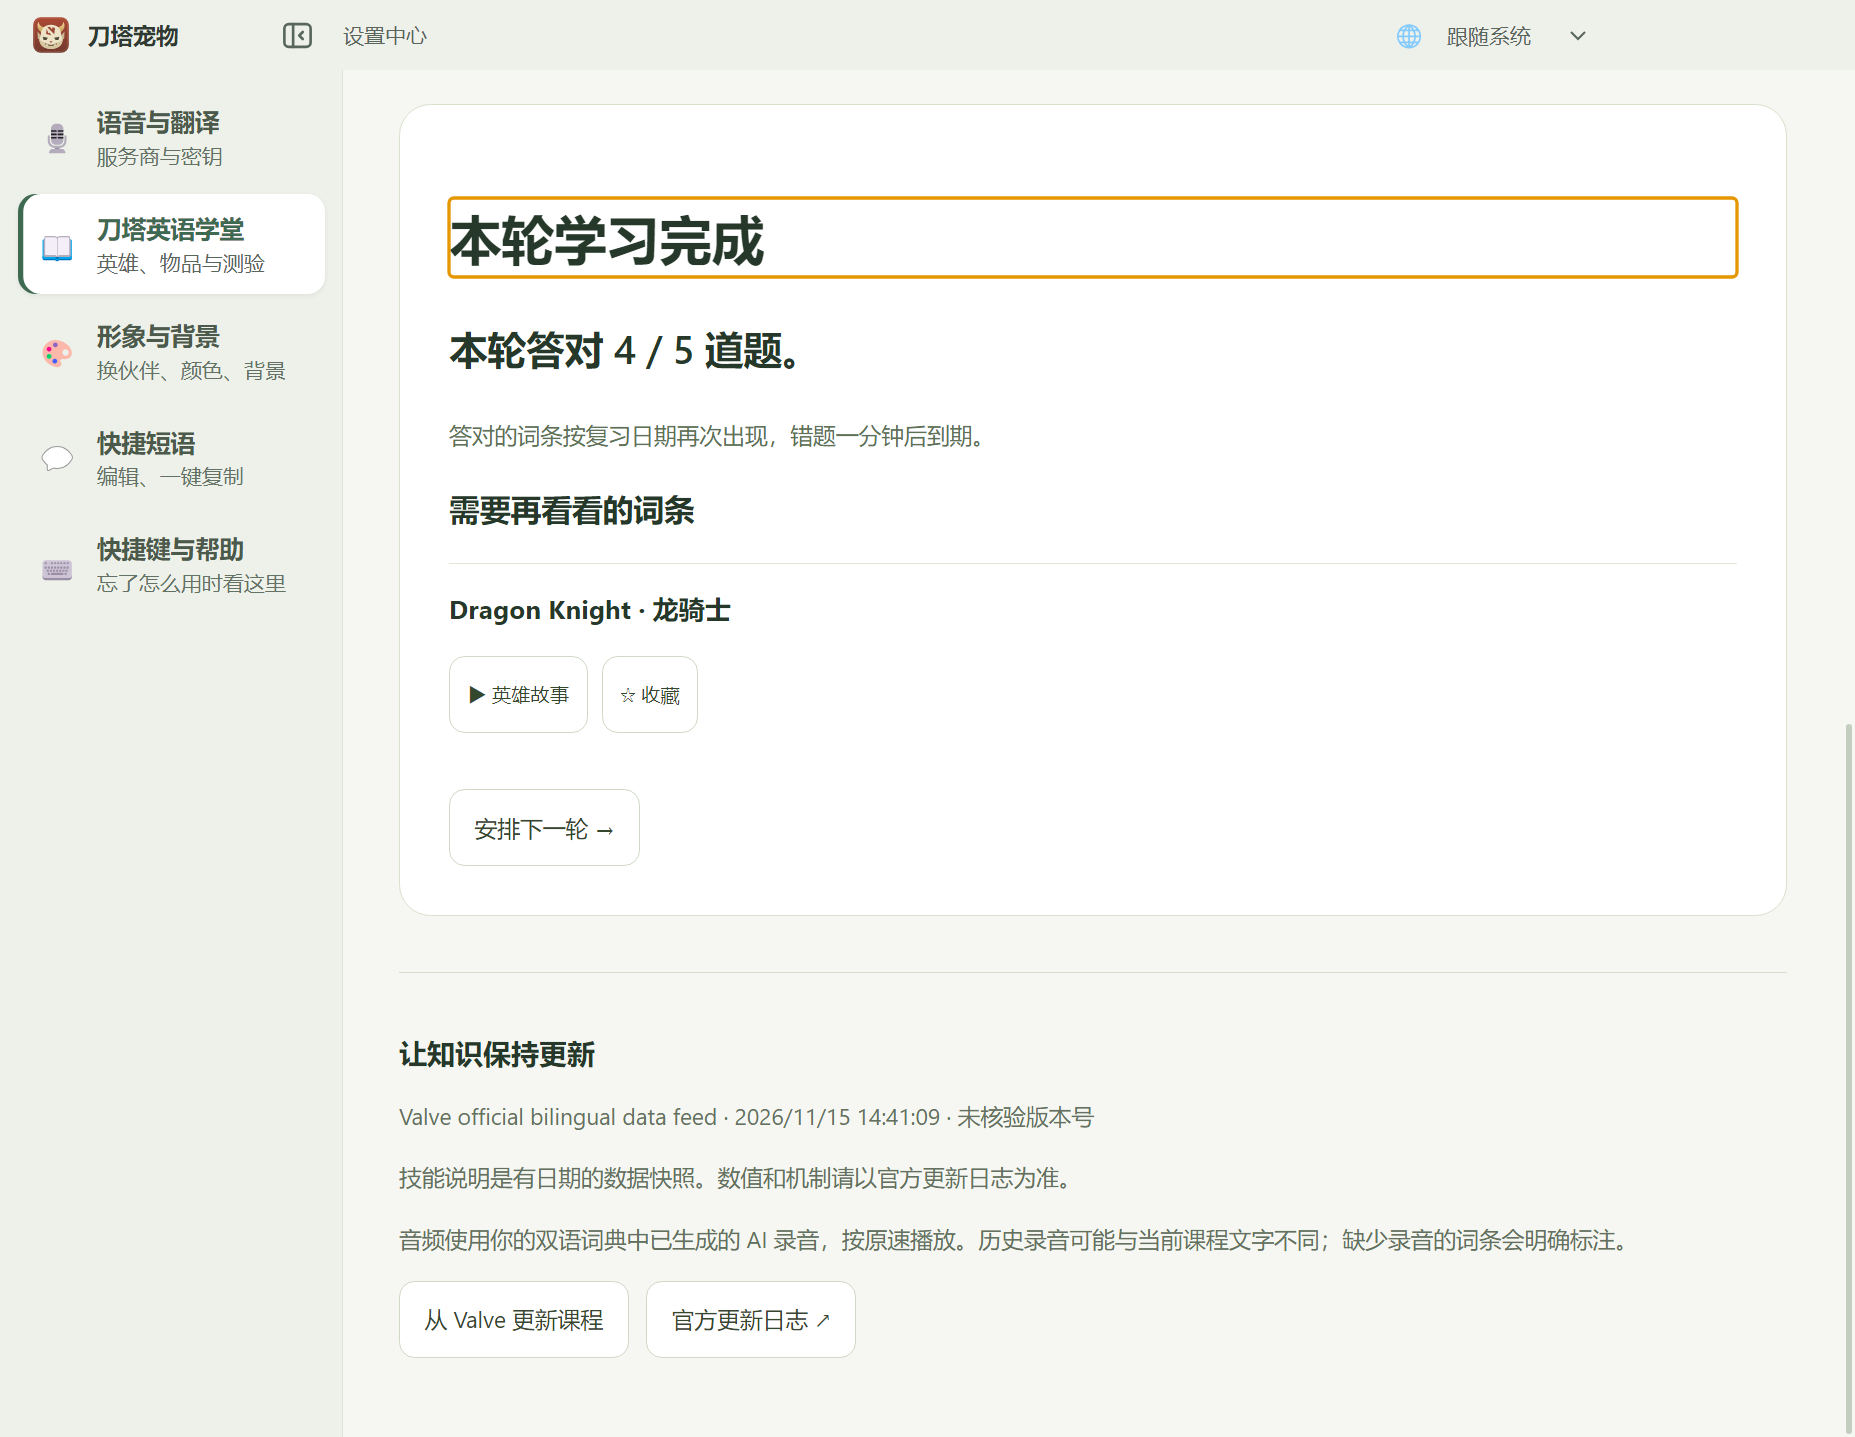 刀塔宠物
设置中心
跟随系统
语音与翻译
服务商与密钥
刀塔英语学堂
英雄、物品与测验
形象与背景
换伙伴、颜色、背景
快捷短语
编辑、一键复制
快捷键与帮助
忘了怎么用时看这里
本轮学习完成
本轮答对 4 / 5 道题。
答对的词条按复习日期再次出现，错题一分钟后到期。
需要再看看的词条
Dragon Knight · 龙骑士
▶ 英雄故事
☆ 收藏
安排下一轮 →
让知识保持更新
Valve official bilingual data feed · 2026/11/15 14:41:09 · 未核验版本号
技能说明是有日期的数据快照。数值和机制请以官方更新日志为准。
音频使用你的双语词典中已生成的 AI 录音，按原速播放。历史录音可能与当前课程文字不同；缺少录音的词条会明确标注。
从 Valve 更新课程
官方更新日志 ↗